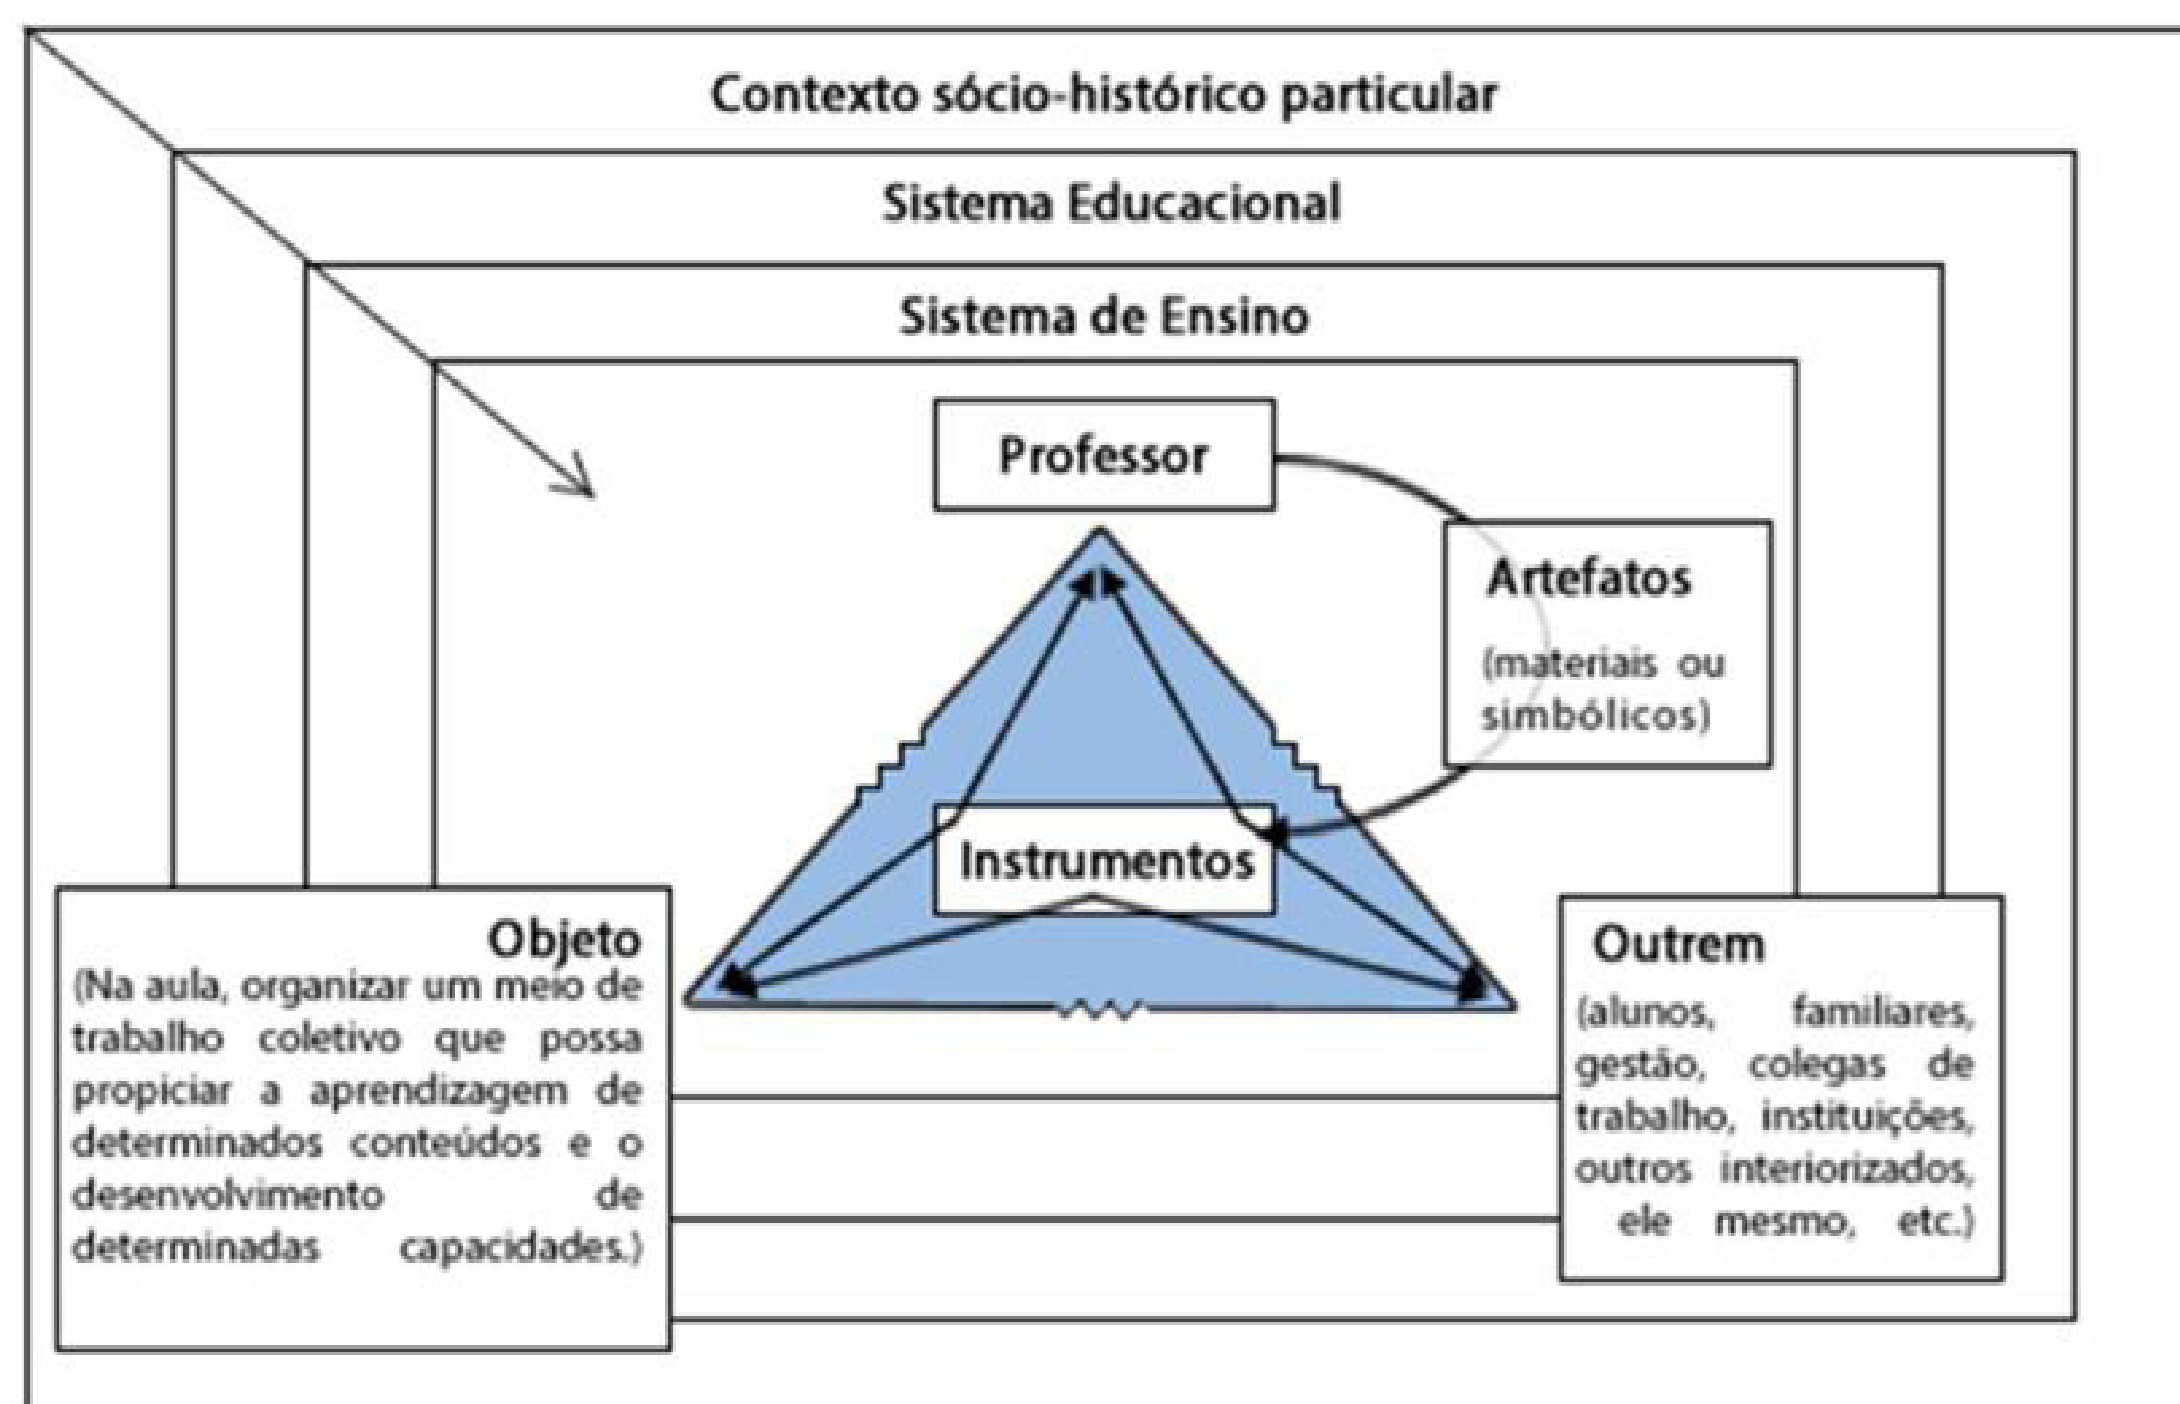 Contexto sócio-histórico particular
Sistema Educacional
Sistema de Ensino
Professor
Artefatos
(materiais ou
simbólicos)
Instrumentos
Objeto
(Na aula, organizar um meio de
trabalho coletivo que possa
propiciar a aprendizagem de
determinados conteúdos e o
desenvolvimento de
determinadas capacidades.)
Outrem
(alunos, familiares,
gestão, colegas de
trabalho, instituições,
outros interiorizados,
ele mesmo, etc.)